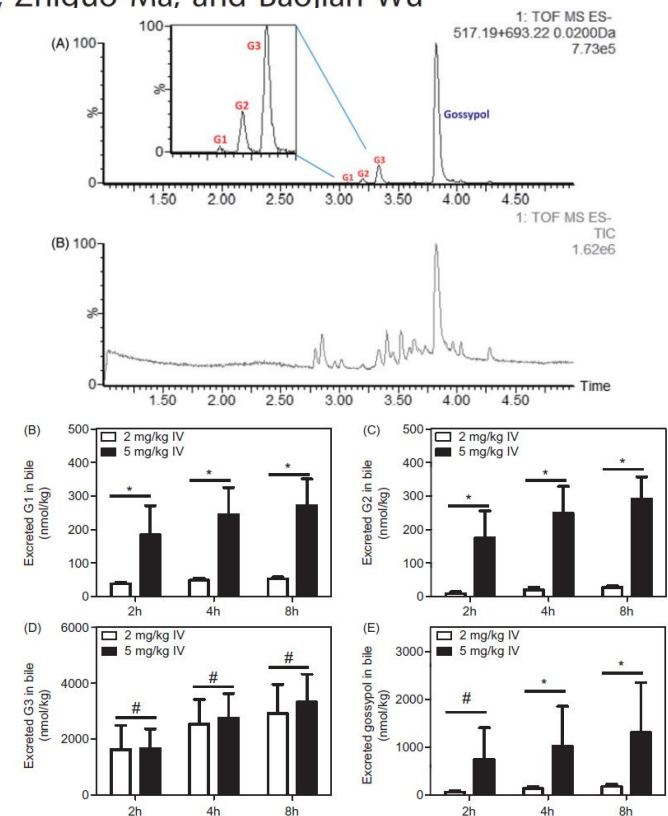 , Zhiguo Ma, and Baojian Wu
1: TOF MS ES-
517.19+693.22 0.0200Da
7.73e5
(A) 100
%
0
100
%
0
G1
G2
G3
G1
G2
G3
Gossypol
1.50 2.00 2.50 3.00 3.50 4.00 4.50
1: TOF MS ES-
TIC
1.62e6
(B) 100
%
0
Time
1.50 2.00 2.50 3.00 3.50 4.00 4.50
(B)
2 mg/kg IV
5 mg/kg IV
Excreted G1 in bile
(nmol/kg)
500
400
300
200
100
0
* * *
2h 4h 8h
(C)
2 mg/kg IV
5 mg/kg IV
Excreted G2 in bile
(nmol/kg)
500
400
300
200
100
0
* * *
2h 4h 8h
(D)
2 mg/kg IV
5 mg/kg IV
Excreted G3 in bile
(nmol/kg)
6000
4000
2000
0
# # #
2h 4h 8h
(E)
2 mg/kg IV
5 mg/kg IV
Excreted gossypol in bile
(nmol/kg)
3000
2000
1000
0
# * *
2h 4h 8h